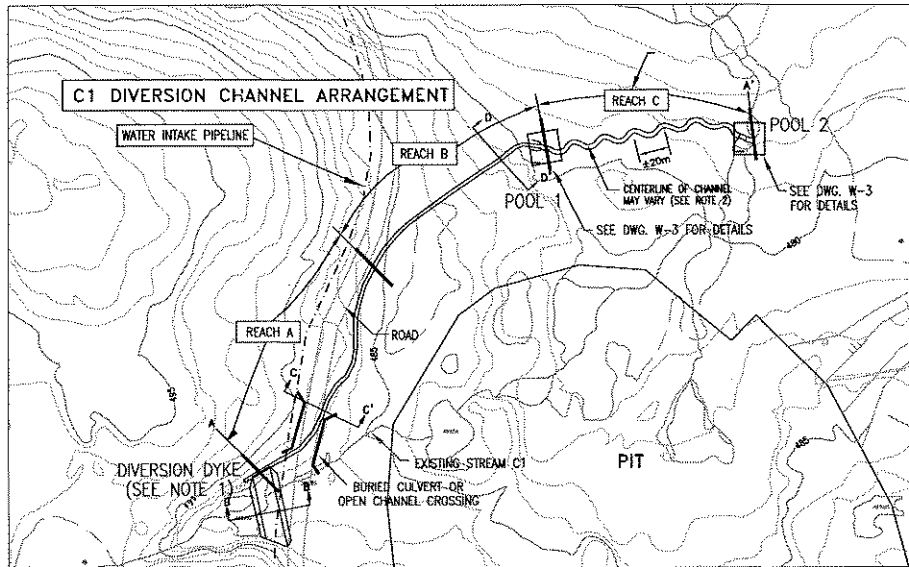 C1 DIVERSION CHANNEL ARRANGEMENT
WATER INTAKE PIPELINE
REACH B
D
REACH C
A'
POOL 2
±20m
D'
POOL 1
CENTERLINE OF CHANNEL
MAY VARY (SEE NOTE 2)
SEE DWG. W-3
FOR DETAILS
SEE DWG. W-3 FOR DETAILS
480
REACH A
ROAD
485
495
485
C
C'
A
EXISTING STREAM C1
PIT
DIVERSION DYKE
(SEE NOTE 1)
B
B'
BURIED CULVERT OR
OPEN CHANNEL CROSSING